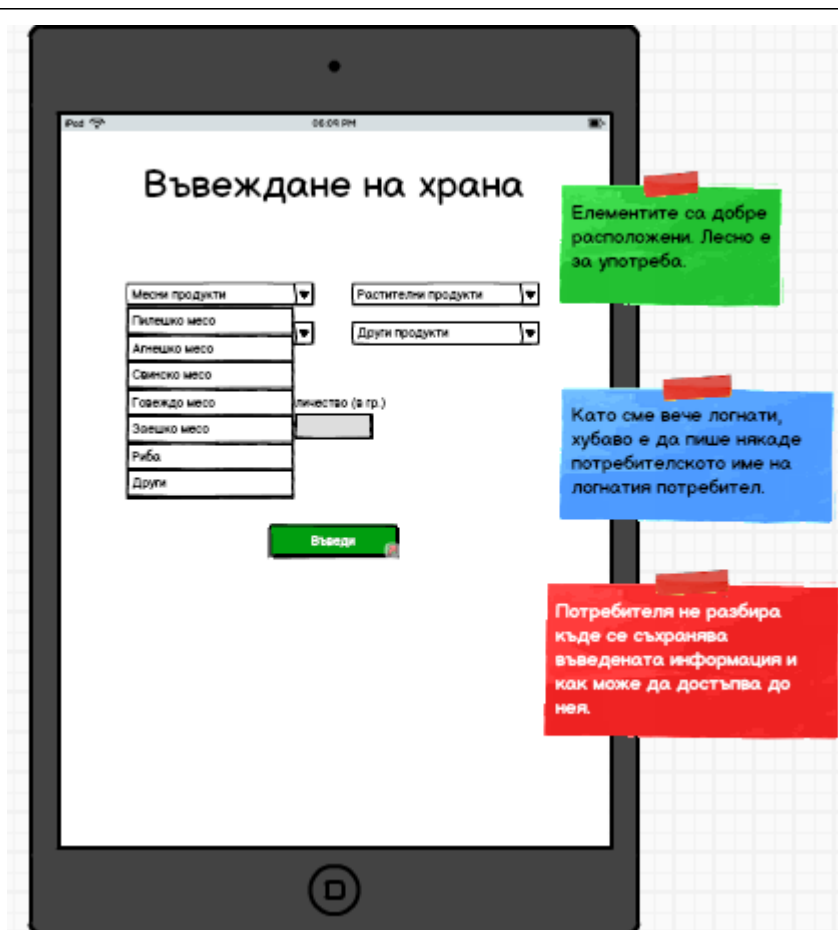 iPad 06:09 PM
Въвеждане на храна
Месни продукти
Растителни продукти
Пилешко месо
Други продукти
Агнешко месо
Свинско месо
Говеждо месо
личество (в гр.)
Заешко месо
Риба
Други
Въведи
Елементите са добре
разположени. Лесно е
за употреба.
Като сме вече логнати,
хубаво е да пише някаде
потребителското име на
логнатия потребител.
Потребителя не разбира
къде се съхранява
въведената информация и
как може да достъпва до
нея.